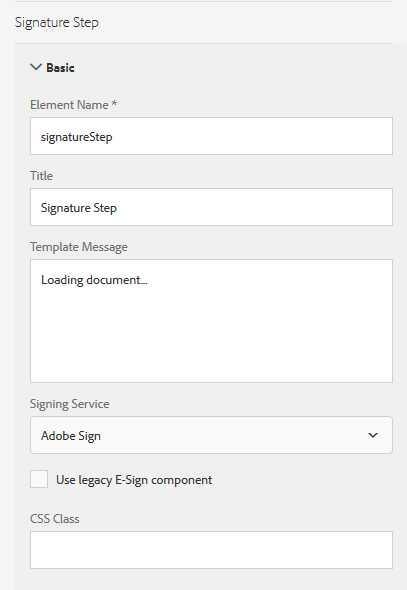 Signature Step
Basic
Element Name *
signatureStep
Title
Signature Step
Template Message
Loading document...
Signing Service
Adobe Sign
Use legacy E-Sign component
CSS Class